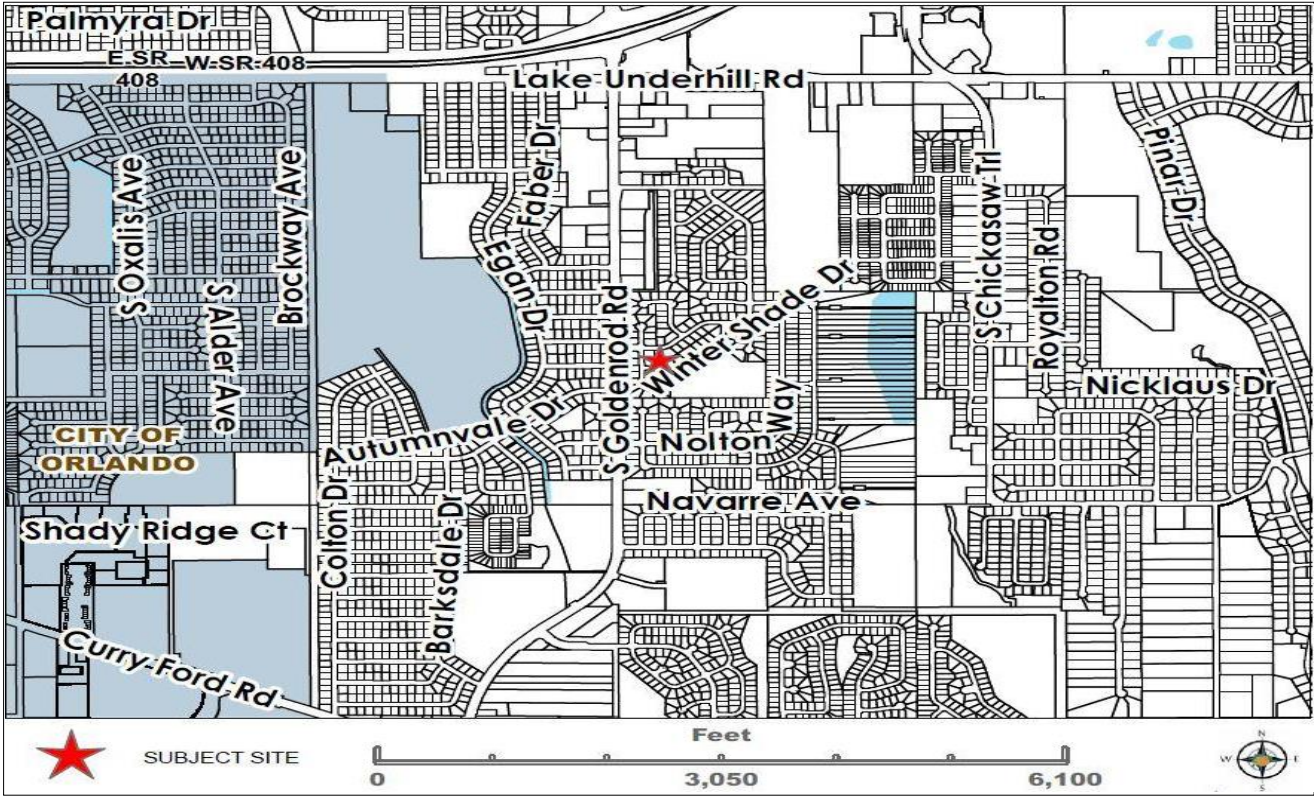 Palmyra Dr
E SR W SR 408
408
Lake Underhill Rd
S Oxalis Ave
Brockway Ave
S Alder Ave
Faber Dr
Egan Dr
S Goldenrod Rd
Winter Shade Dr
S Chickasaw Trl
Royalton Rd
Pinar Dr
Nicklaus Dr
CITY OF
ORLANDO
Autumnvale Dr
Nolton Way
Navarre Ave
Shady Ridge Ct
Colton Dr
Barksdale Dr
Curry Ford Rd
SUBJECT SITE
Feet
0 3,050 6,100
N
W E
S